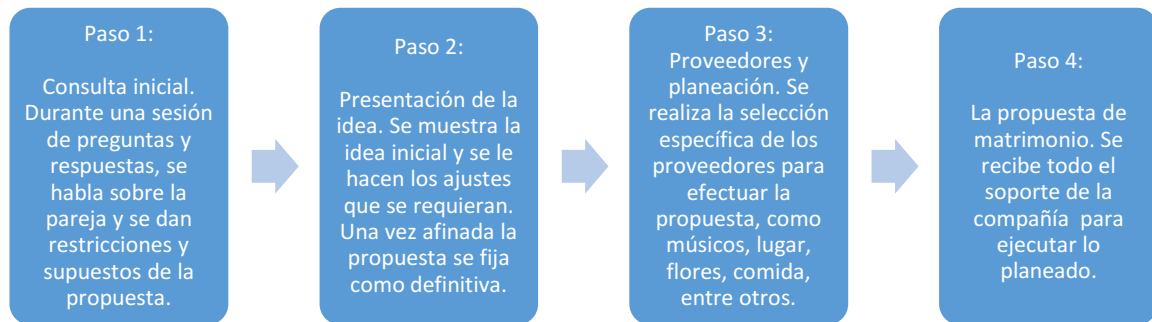 Paso 1:
Consulta inicial.
Durante una sesión
de preguntas y
respuestas, se
habla sobre la
pareja y se dan
restricciones y
supuestos de la
propuesta.
Paso 2:
Presentación de la
idea. Se muestra la
idea inicial y se le
hacen los ajustes
que se requieran.
Una vez afinada la
propuesta se fija
como definitiva.
Paso 3:
Proveedores y
planeación. Se
realiza la selección
específica de los
proveedores para
efectuar la
propuesta, como
músicos, lugar,
flores, comida,
entre otros.
Paso 4:
La propuesta de
matrimonio. Se
recibe todo el
soporte de la
compañía  para
ejecutar lo
planeado.